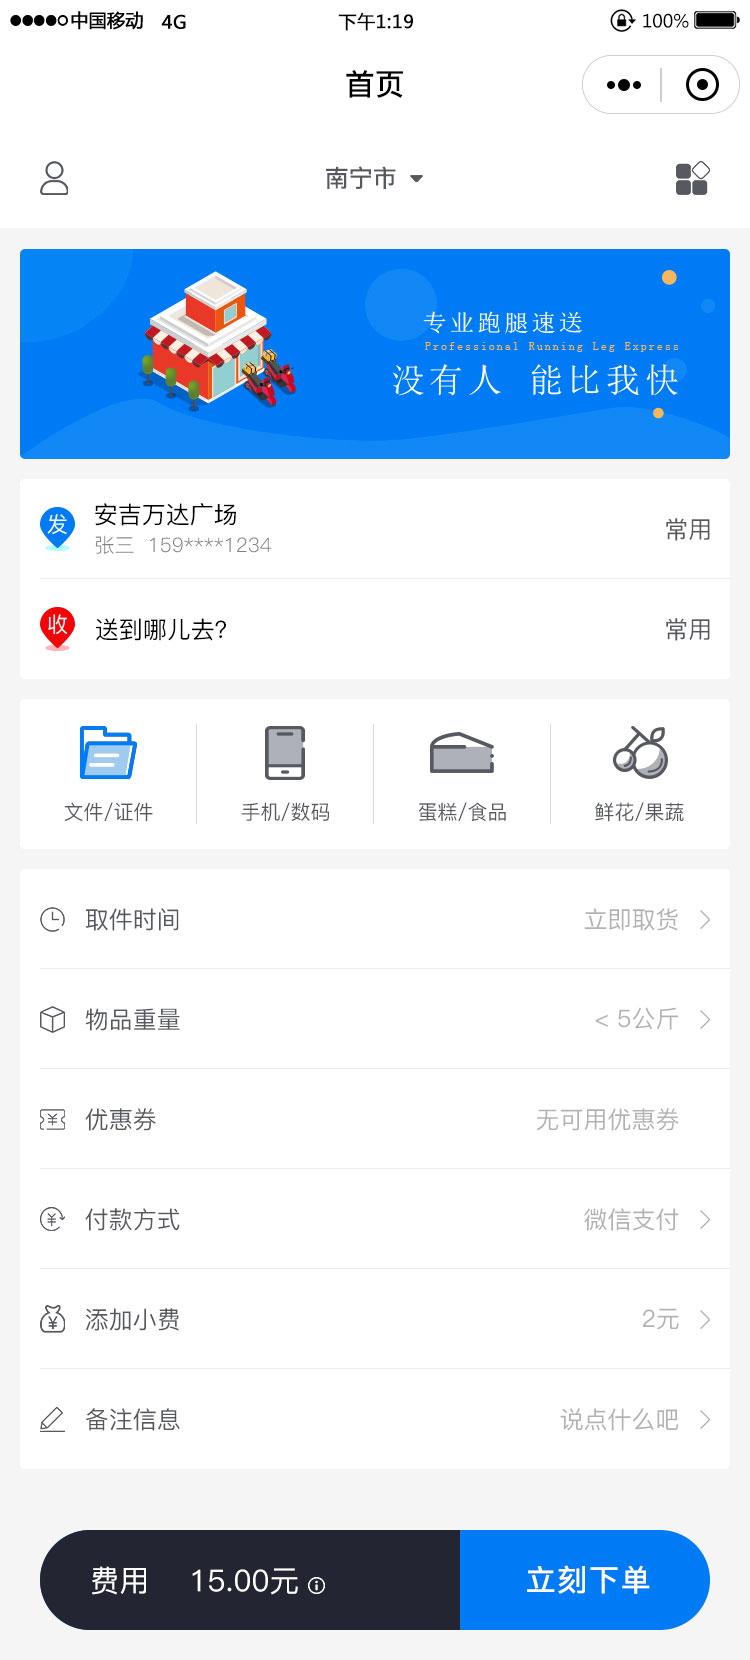 中国移动 4G 下午1:19 100%
首页
南宁市
专业跑腿速送
Professional Running Leg Express
没有人 能比我快
发 安吉万达广场 常用
张三 159****1234
收 送到哪儿去? 常用
文件/证件 手机/数码 蛋糕/食品 鲜花/果蔬
取件时间 立即取货
物品重量 < 5公斤
优惠券 无可用优惠券
付款方式 微信支付
添加小费 2元
备注信息 说点什么吧
费用 15.00元 立刻下单